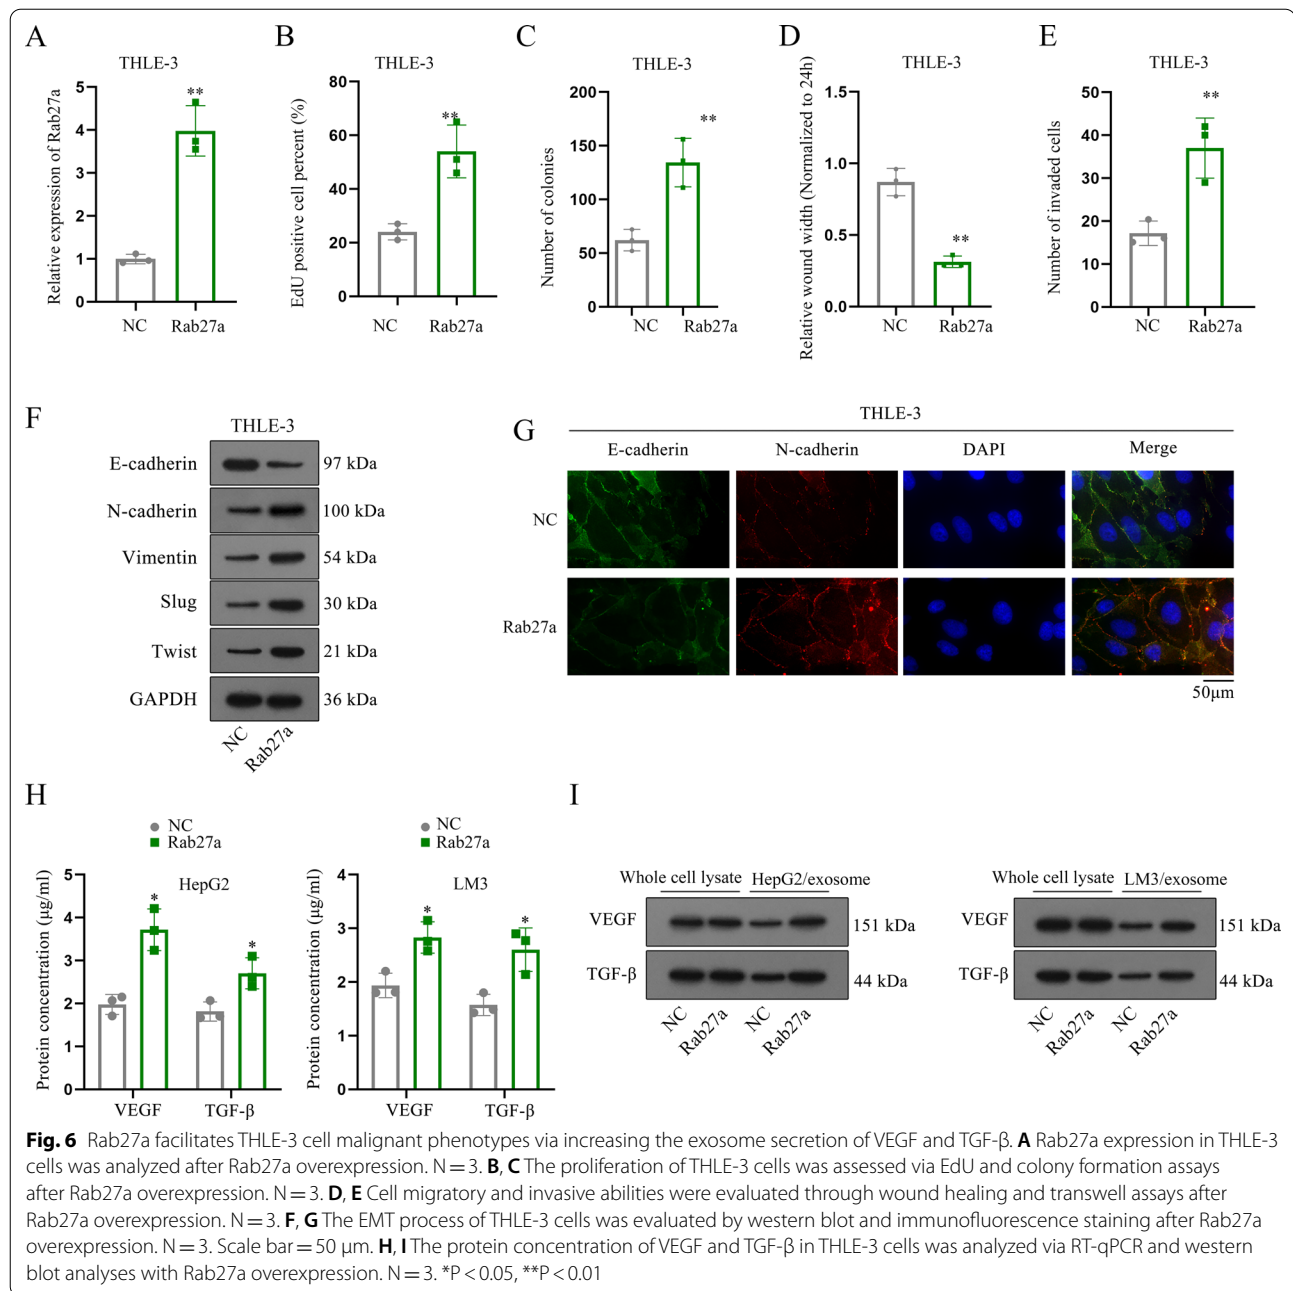 A
THLE-3
Relative expression of Rab27a
5
4
3
2
1
0
**
NC
Rab27a
B
THLE-3
EdU positive cell percent (%)
80
60
40
20
0
**
NC
Rab27a
C
THLE-3
Number of colonies
200
150
100
50
0
**
NC
Rab27a
D
THLE-3
Relative wound width (Normalized to 24h)
1.5
1.0
0.5
0.0
**
NC
Rab27a
E
THLE-3
Number of invaded cells
50
40
30
20
10
0
**
NC
Rab27a
F
THLE-3
E-cadherin 97 kDa
N-cadherin 100 kDa
Vimentin 54 kDa
Slug 30 kDa
Twist 21 kDa
GAPDH 36 kDa
NC
Rab27a
G
THLE-3
E-cadherin N-cadherin DAPI Merge
NC
Rab27a
50μm
H
NC
Rab27a
HepG2
Protein concentration (μg/ml)
5
4
3
2
1
0
*
*
VEGF
TGF-β
NC
Rab27a
LM3
Protein concentration (μg/ml)
4
3
2
1
0
*
*
VEGF
TGF-β
I
Whole cell lysate HepG2/exosome
VEGF 151 kDa
TGF-β 44 kDa
NC
Rab27a
NC
Rab27a
Whole cell lysate LM3/exosome
VEGF 151 kDa
TGF-β 44 kDa
NC
Rab27a
NC
Rab27a
Fig. 6 Rab27a facilitates THLE-3 cell malignant phenotypes via increasing the exosome secretion of VEGF and TGF-β. A Rab27a expression in THLE-3
cells was analyzed after Rab27a overexpression. N = 3. B, C The proliferation of THLE-3 cells was assessed via EdU and colony formation assays
after Rab27a overexpression. N = 3. D, E Cell migratory and invasive abilities were evaluated through wound healing and transwell assays after
Rab27a overexpression. N = 3. F, G The EMT process of THLE-3 cells was evaluated by western blot and immunofluorescence staining after Rab27a
overexpression. N = 3. Scale bar = 50 μm. H, I The protein concentration of VEGF and TGF-β in THLE-3 cells was analyzed via RT-qPCR and western
blot analyses with Rab27a overexpression. N = 3. *P < 0.05, **P < 0.01